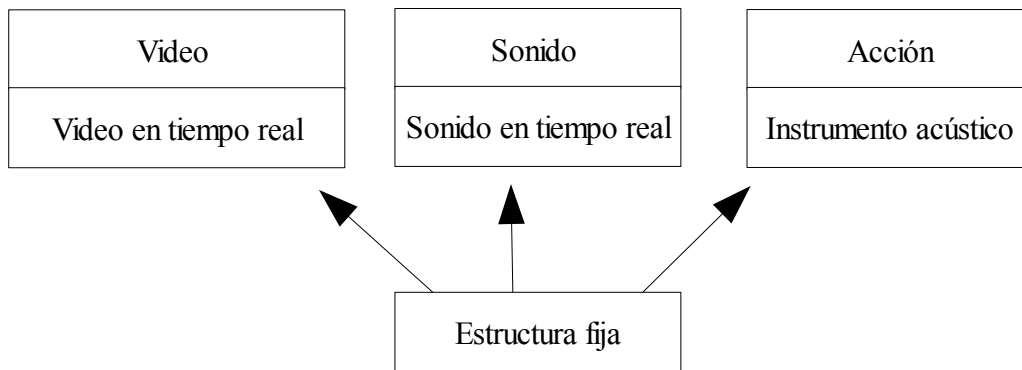 Video
Sonido
Acción
Video en tiempo real
Sonido en tiempo real
Instrumento acústico
Estructura fija